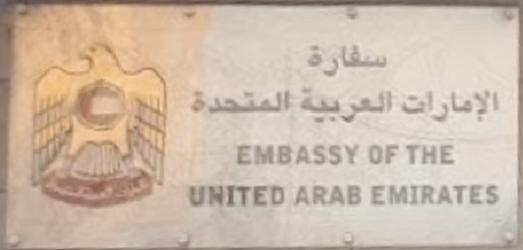 سفارة
الإمارات العربية المتحدة
EMBASSY OF THE
UNITED ARAB EMIRATES